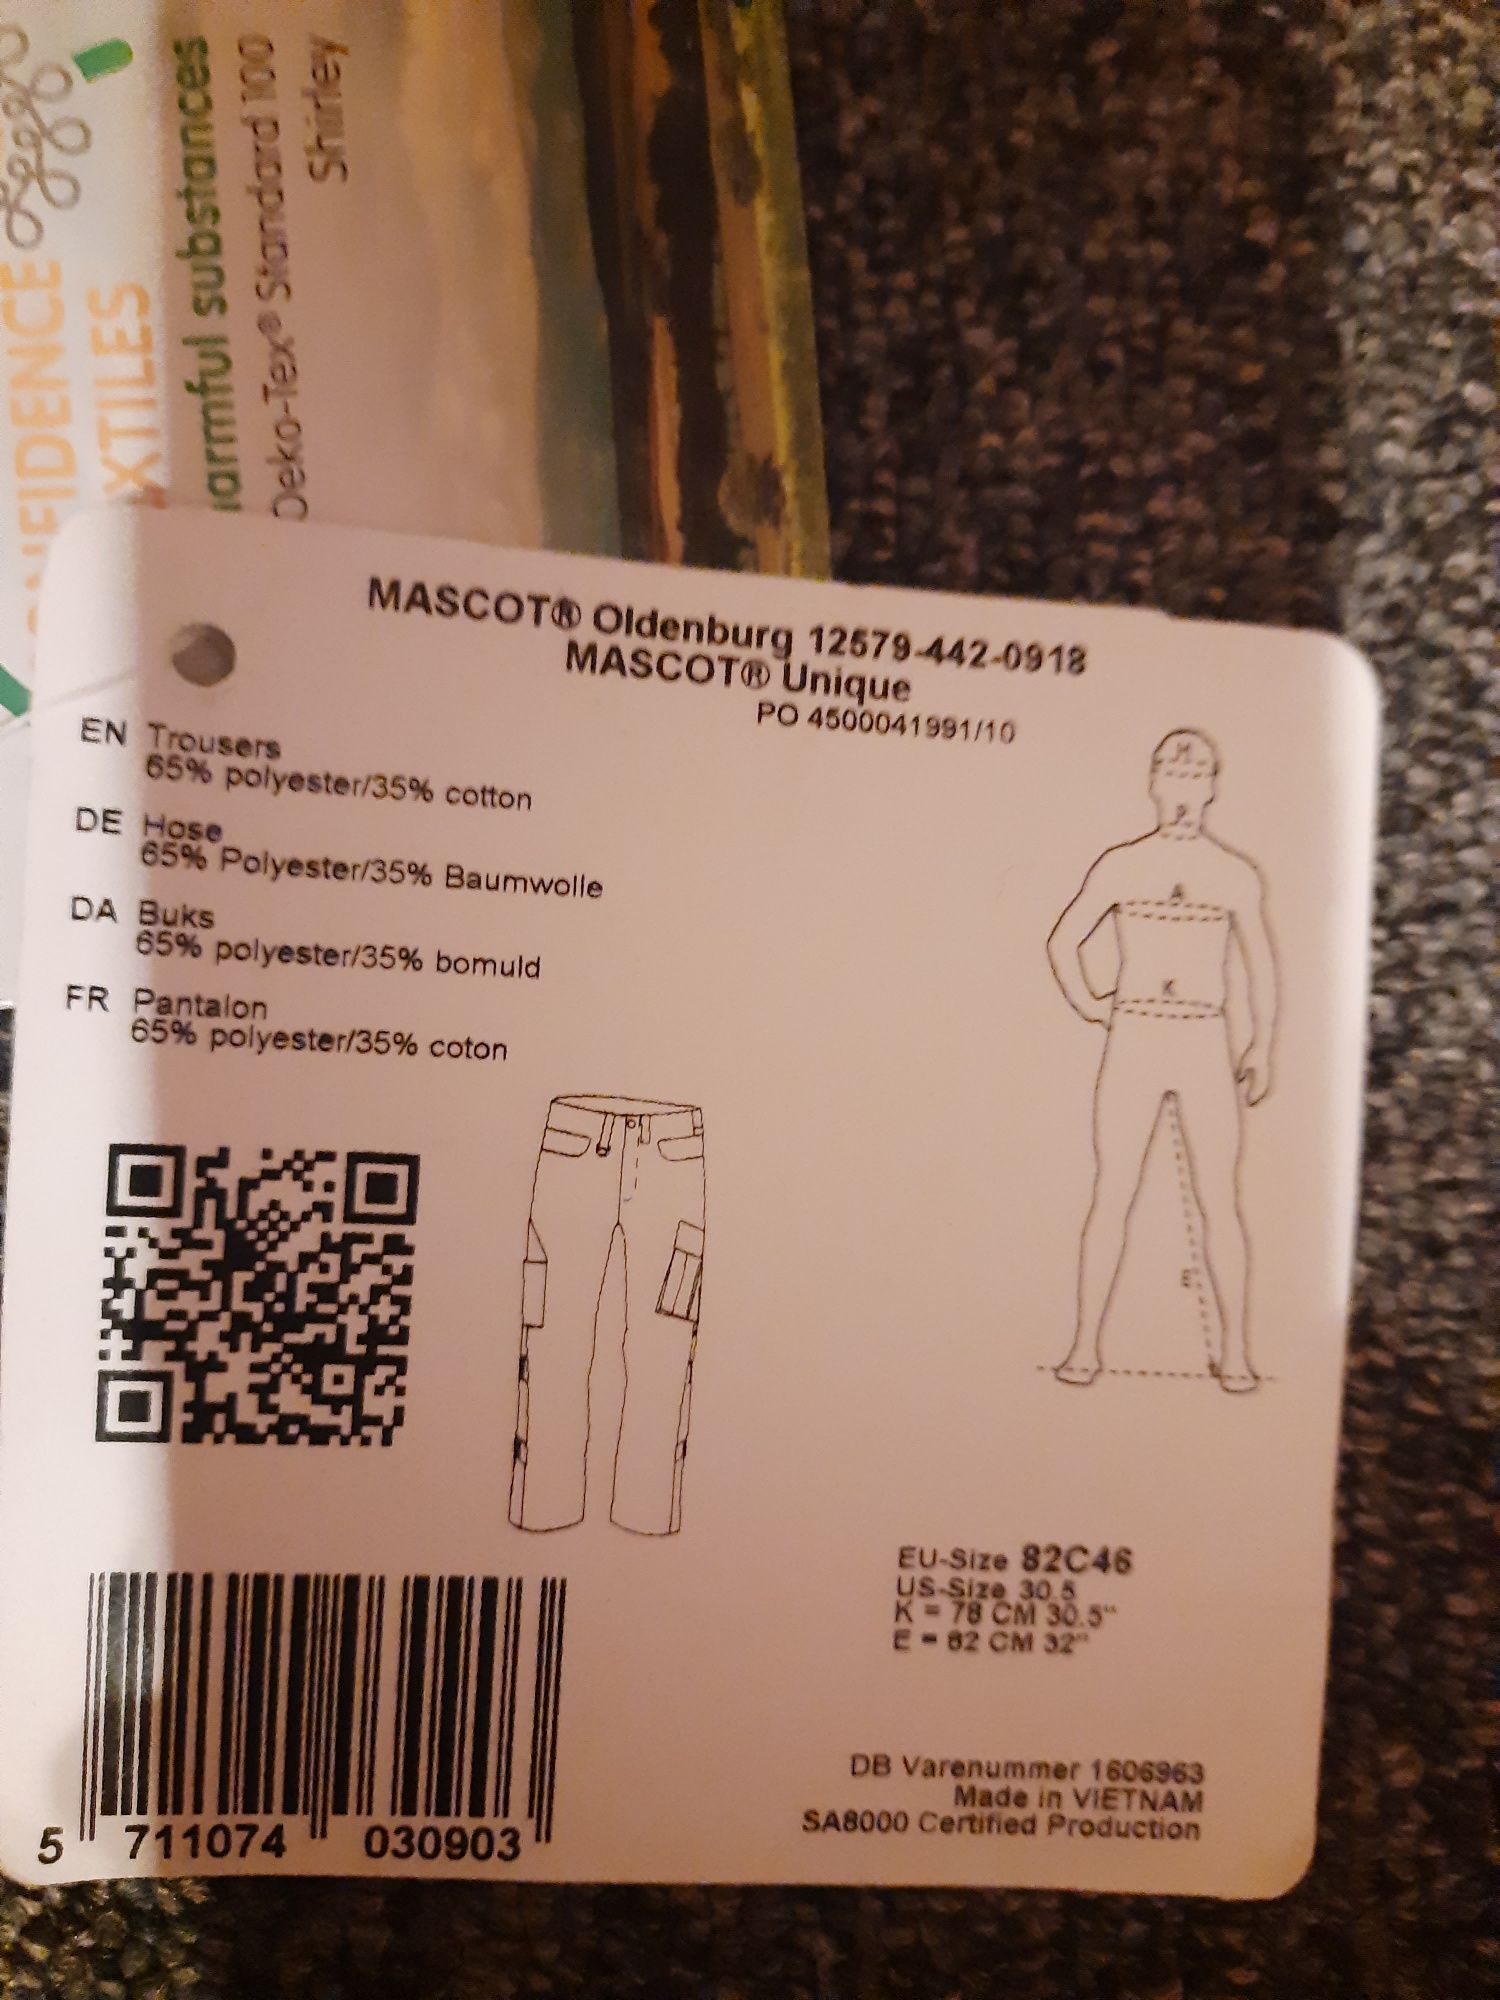 armful substances
Oeko-Tex® Standard 100
Shirley
MASCOT® Oldenburg 12579-442-0918
MASCOT® Unique
PO 4500041991/10
EN Trousers
65% polyester/35% cotton
DE Hose
65% Polyester/35% Baumwolle
DA Buks
65% polyester/35% bomuld
FR Pantalon
65% polyester/35% coton
H
P
A
K
E
EU-Size 82C46
US-Size 30.5
K = 78 CM 30.5"
E = 82 CM 32"
DB Varenummer 1606963
Made in VIETNAM
SA8000 Certified Production
5 711074 030903